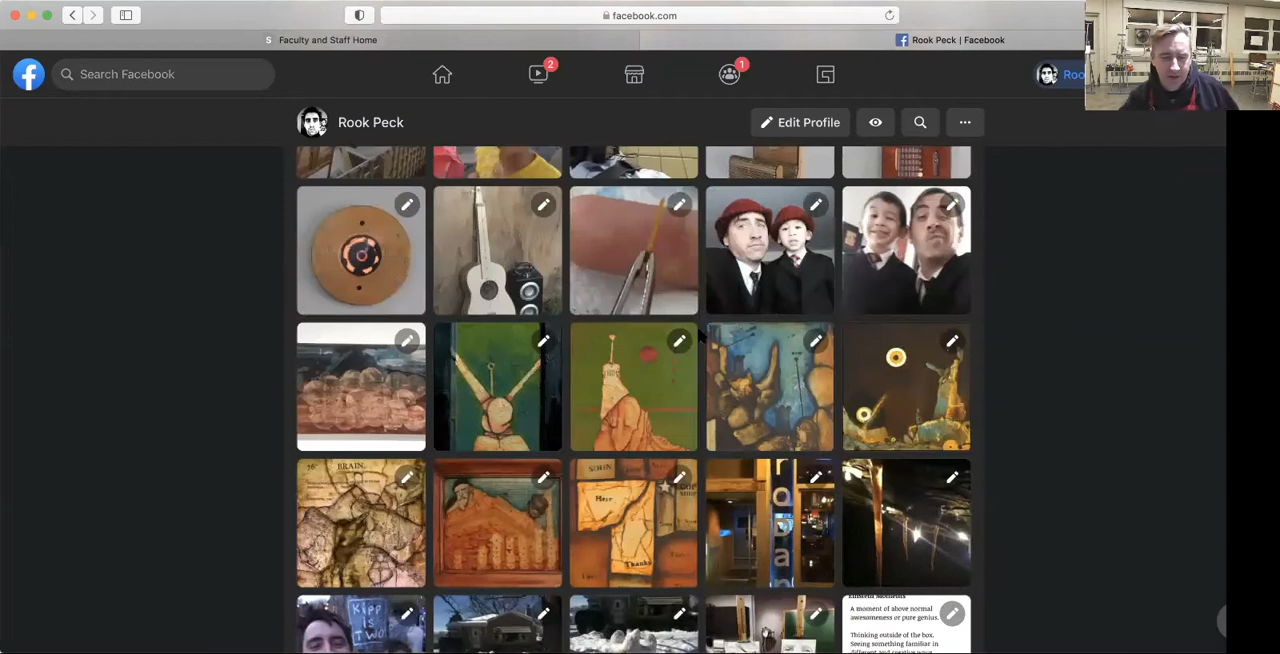 facebook.com
S Faculty and Staff Home
Rook Peck | Facebook
Search Facebook
2
1
Roo
Rook Peck
Edit Profile
BRAIN.
Here
Thanks
KiPP
is
TWO
A moment of above normal
awesomeness or pure genius.
Thinking outside of the box.
Seeing something familiar in